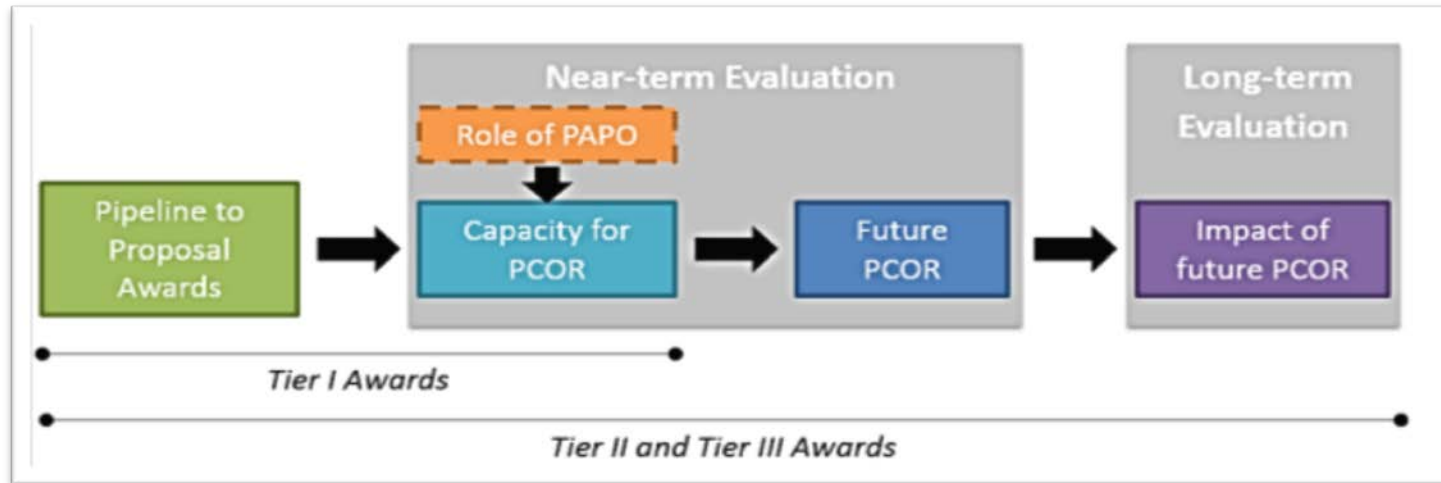 Near-term Evaluation
Long-term
Evaluation
Role of PAPO
Pipeline to
Proposal
Awards
Capacity for
PCOR
Future
PCOR
Impact of
future PCOR
Tier I Awards
Tier II and Tier III Awards